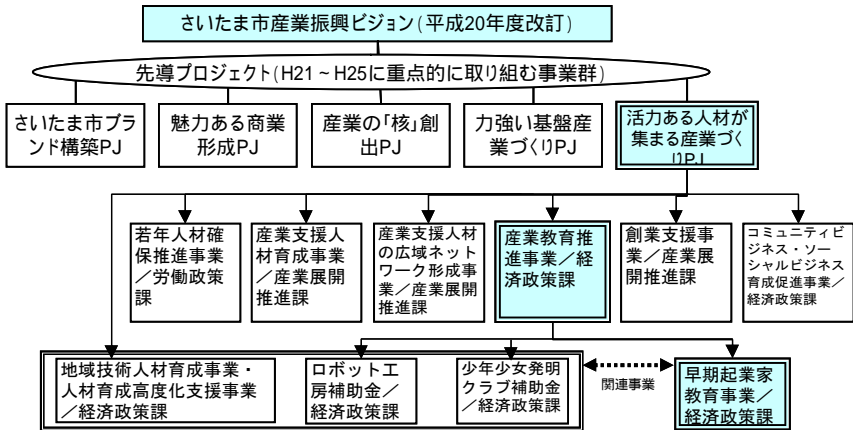 さいたま市産業振興ビジョン(平成20年度改訂)
先導プロジェクト(H21～H25に重点的に取り組む事業群)
さいたま市ブラ
ンド構築PJ
魅力ある商業
形成PJ
産業の「核」創
出PJ
力強い基盤産
業づくりPJ
活力ある人材が
集まる産業づく
りPJ
若年人材確
保推進事業
／労働政策
課
産業支援人
材育成事業
／産業展開
推進課
産業支援人材
の広域ネット
ワーク形成事
業／産業展開
推進課
産業教育推
進事業／経
済政策課
創業支援事
業／産業展
開推進課
コミュニティビ
ジネス・ソー
シャルビジネス
育成促進事業／
経済政策課
地域技術人材育成事業・
人材育成高度化支援事業
／経済政策課
ロボット工
房補助金／
経済政策課
少年少女発明
クラブ補助金
／経済政策課
関連事業
早期起業家
教育事業／
経済政策課